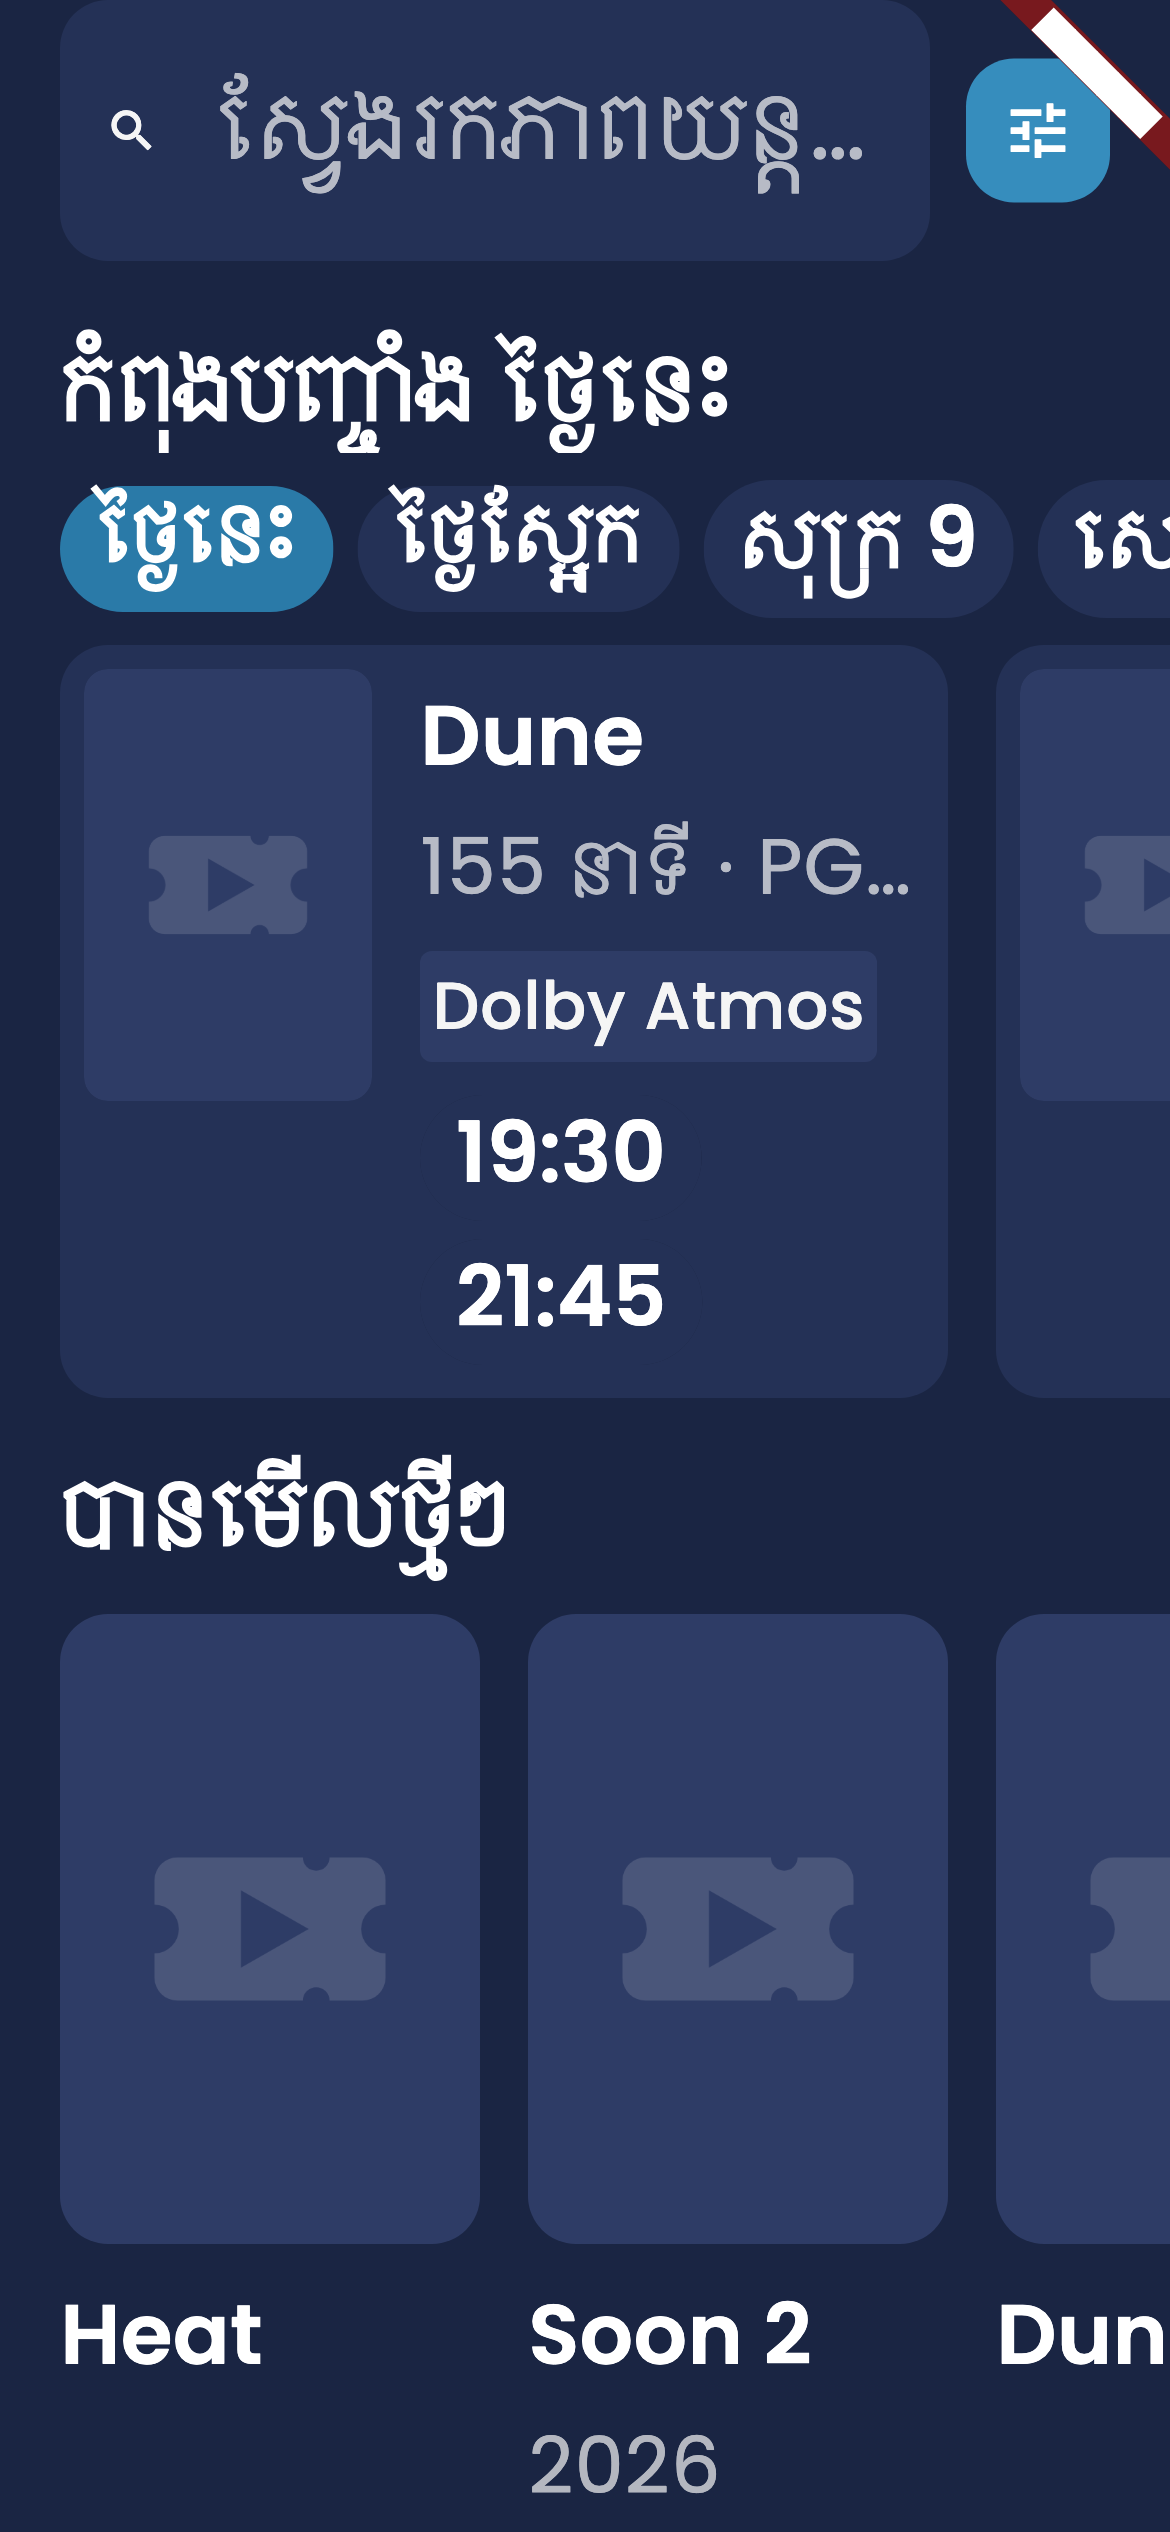 ស្វែងរកភាពយន្ត...
កំពុងបញ្ចាំង ថ្ងៃនេះ
ថ្ងៃនេះ
ថ្ងៃស្អែក
សុក្រ 9
Dune
155 នាទី · PG...
Dolby Atmos
19:30
21:45
បានមើលថ្មីៗ
Heat
Soon 2
Dun
2026